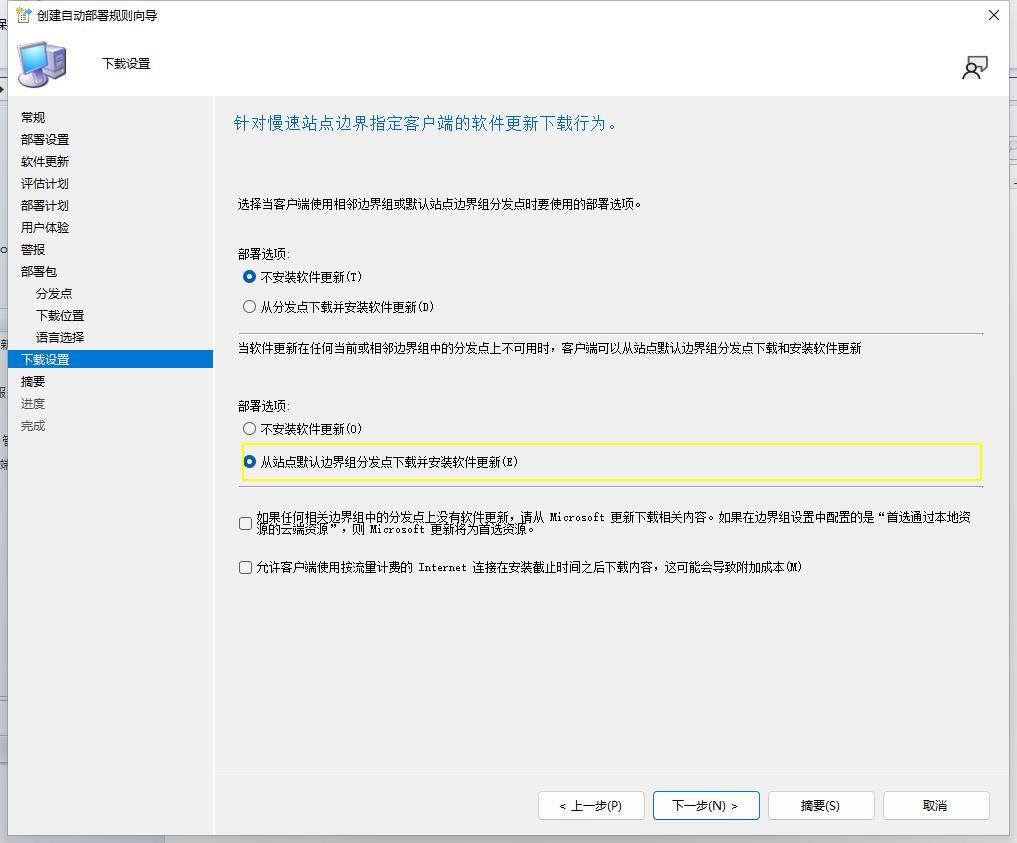 创建自动部署规则向导
下载设置
常规
部署设置
软件更新
评估计划
部署计划
用户体验
警报
部署包
分发点
下载位置
语言选择
下载设置
摘要
进度
完成
针对慢速站点边界指定客户端的软件更新下载行为。
选择当客户端使用相邻边界组或默认站点边界组分发点时要使用的部署选项。
部署选项:
不安装软件更新(T)
从分发点下载并安装软件更新(D)
当软件更新在任何当前或相邻边界组中的分发点上不可用时，客户端可以从站点默认边界组分发点下载和安装软件更新
部署选项:
不安装软件更新(O)
从站点默认边界组分发点下载并安装软件更新(E)
如果任何相关边界组中的分发点上没有软件更新，请从 Microsoft 更新下载相关内容。如果在边界组设置中配置的是“首选通过本地资
源的云端资源”，则 Microsoft 更新将为首选资源。
允许客户端使用按流量计费的 Internet 连接在安装截止时间之后下载内容，这可能会导致附加成本(M)
< 上一步(P)
下一步(N) >
摘要(S)
取消